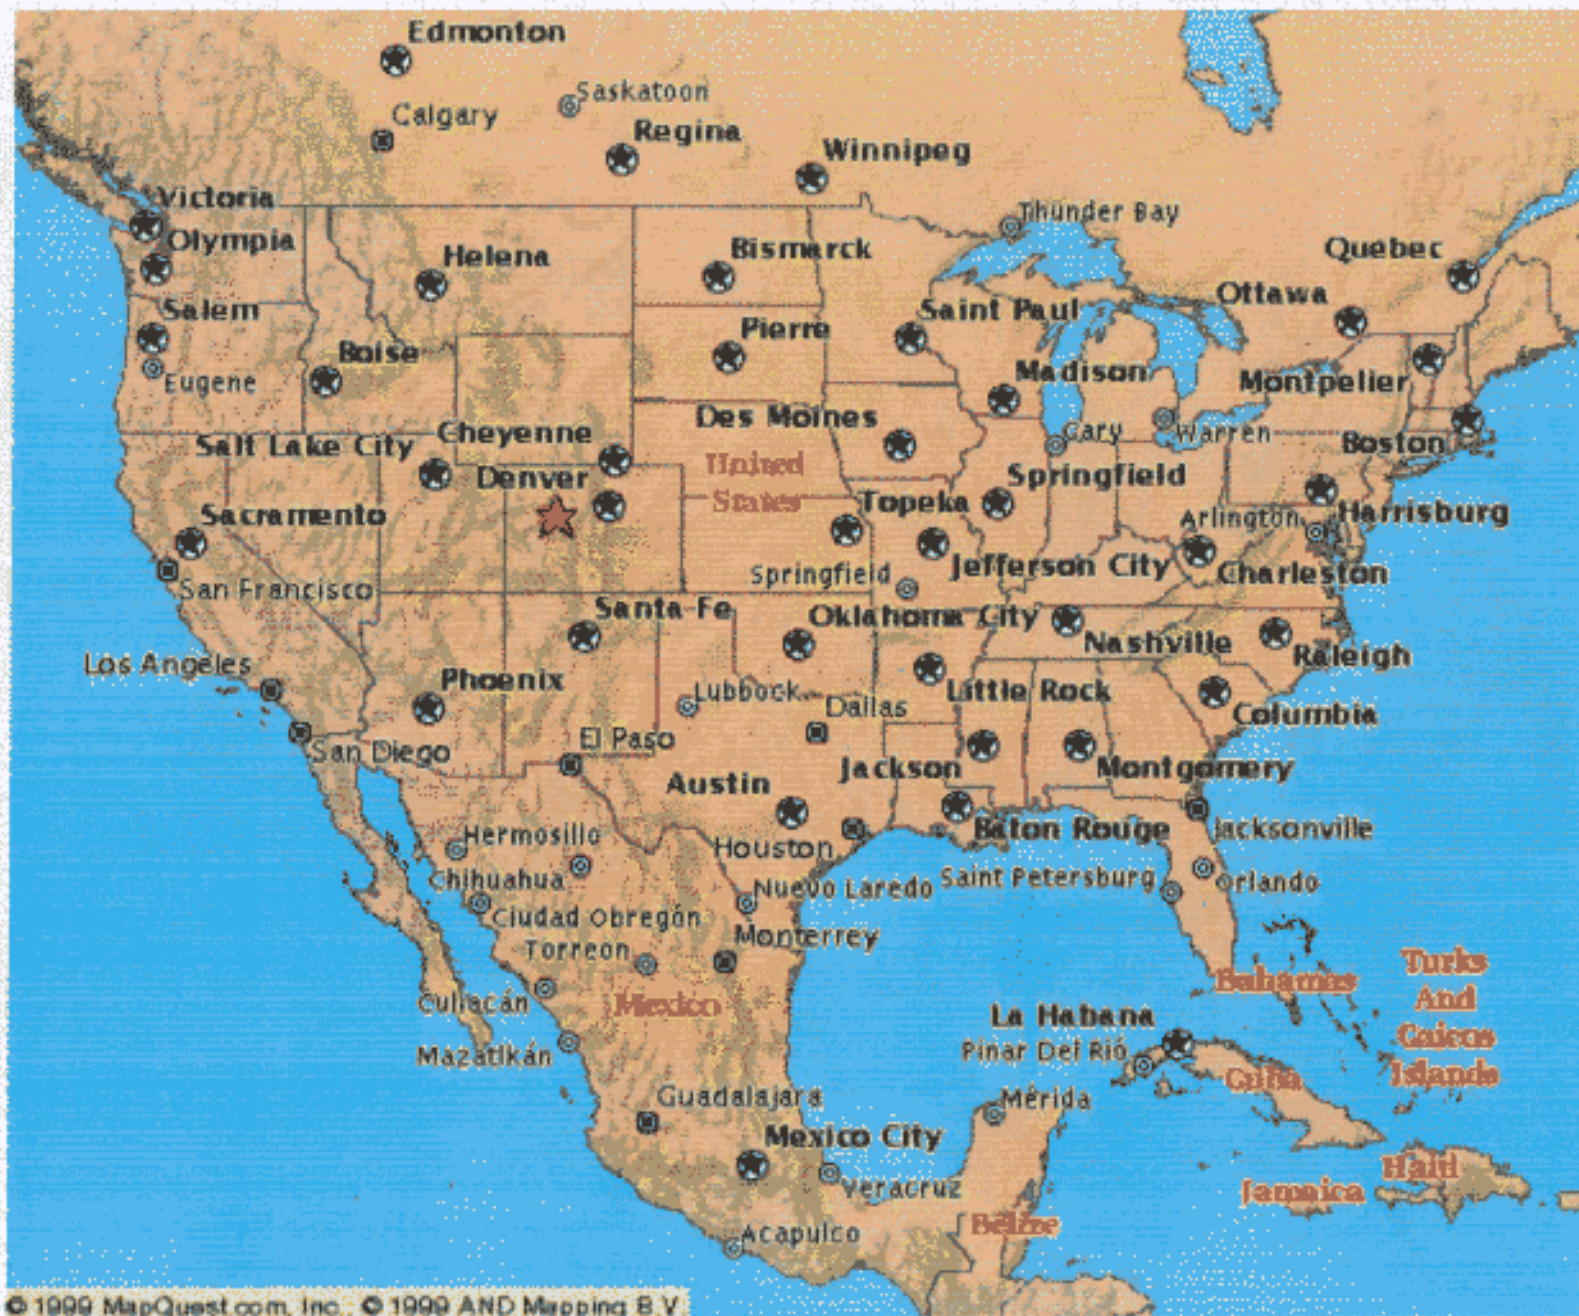 Edmonton
Saskatoon
Calgary
Regina
Winnipeg
Victoria
Thunder Bay
Olympia
Helena
Bismarck
Quebec
Ottawa
Salem
Saint Paul
Pierre
Boise
Madison
Eugene
Montpelier
Des Moines
Cheyenne
Salt Lake City
Gary
Warren
Boston
United
States
Denver
Springfield
Topeka
Sacramento
Arlington
Harrisburg
Jefferson City
Springfield
Charleston
San Francisco
Santa Fe
Oklahoma City
Nashville
Raleigh
Los Angeles
Phoenix
Lubbock
Little Rock
Dallas
Columbia
San Diego
El Paso
Jackson
Montgomery
Austin
Baton Rouge
Jacksonville
Hermosillo
Houston
Chihuahua
Nuevo Laredo
Saint Petersburg
Orlando
Ciudad Obregón
Monterrey
Torreon
Turks
And
Caicos
Islands
Bahamas
Culiacán
Mexico
La Habana
Pinar Del Rió
Mazatlkán
Cuba
Guadalajara
Mérida
Mexico City
Haiti
Jamaica
Veracruz
Belize
Acapulco
© 1999 MapQuest.com, Inc.; © 1999 AND Mapping B.V